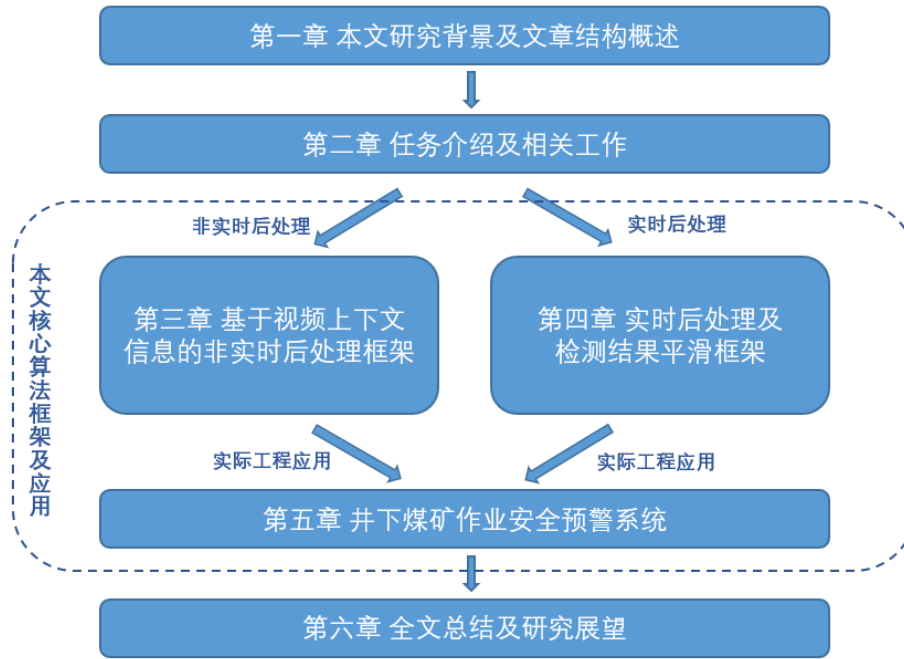 第一章 本文研究背景及文章结构概述
第二章 任务介绍及相关工作
非实时后处理
实时后处理
本文核心算法框架及应用
第三章 基于视频上下文
信息的非实时后处理框架
第四章 实时后处理及
检测结果平滑框架
实际工程应用
实际工程应用
第五章 井下煤矿作业安全预警系统
第六章 全文总结及研究展望